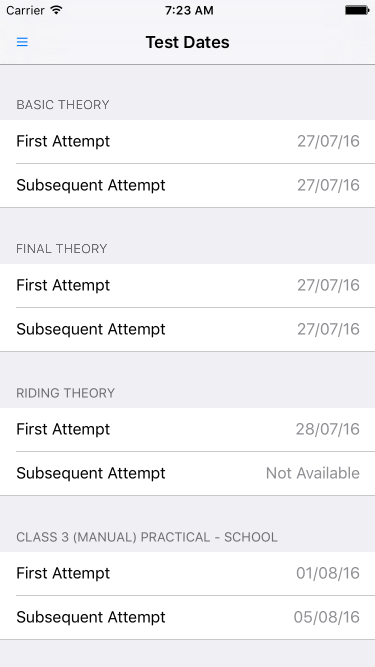 Carrier 7:23 AM
Test Dates
BASIC THEORY
First Attempt 27/07/16
Subsequent Attempt 27/07/16
FINAL THEORY
First Attempt 27/07/16
Subsequent Attempt 27/07/16
RIDING THEORY
First Attempt 28/07/16
Subsequent Attempt Not Available
CLASS 3 (MANUAL) PRACTICAL - SCHOOL
First Attempt 01/08/16
Subsequent Attempt 05/08/16